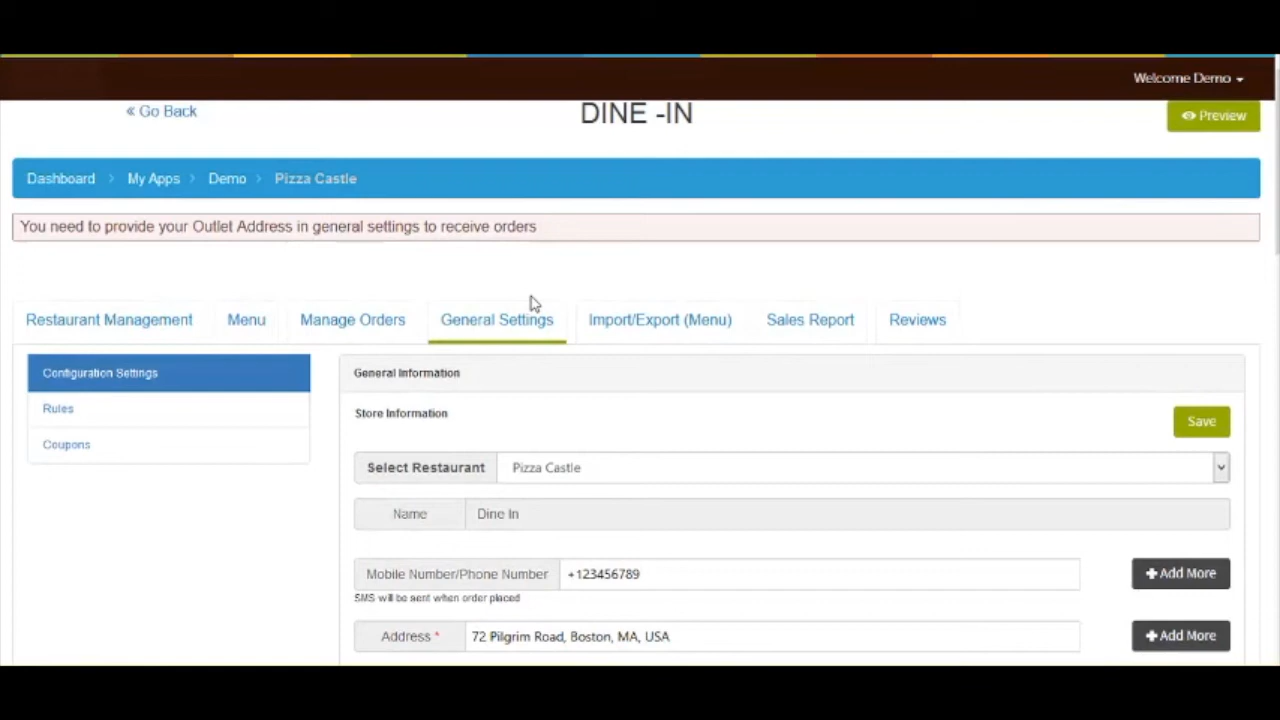 Welcome Demo
« Go Back
DINE -IN
Preview
Dashboard > My Apps > Demo > Pizza Castle
You need to provide your Outlet Address in general settings to receive orders
Restaurant Management Menu Manage Orders General Settings Import/Export (Menu) Sales Report Reviews
Configuration Settings
Rules
Coupons
General Information
Store Information
Save
Select Restaurant Pizza Castle
Name Dine In
Mobile Number/Phone Number +123456789
Add More
SMS will be sent when order placed
Address * 72 Pilgrim Road, Boston, MA, USA
Add More